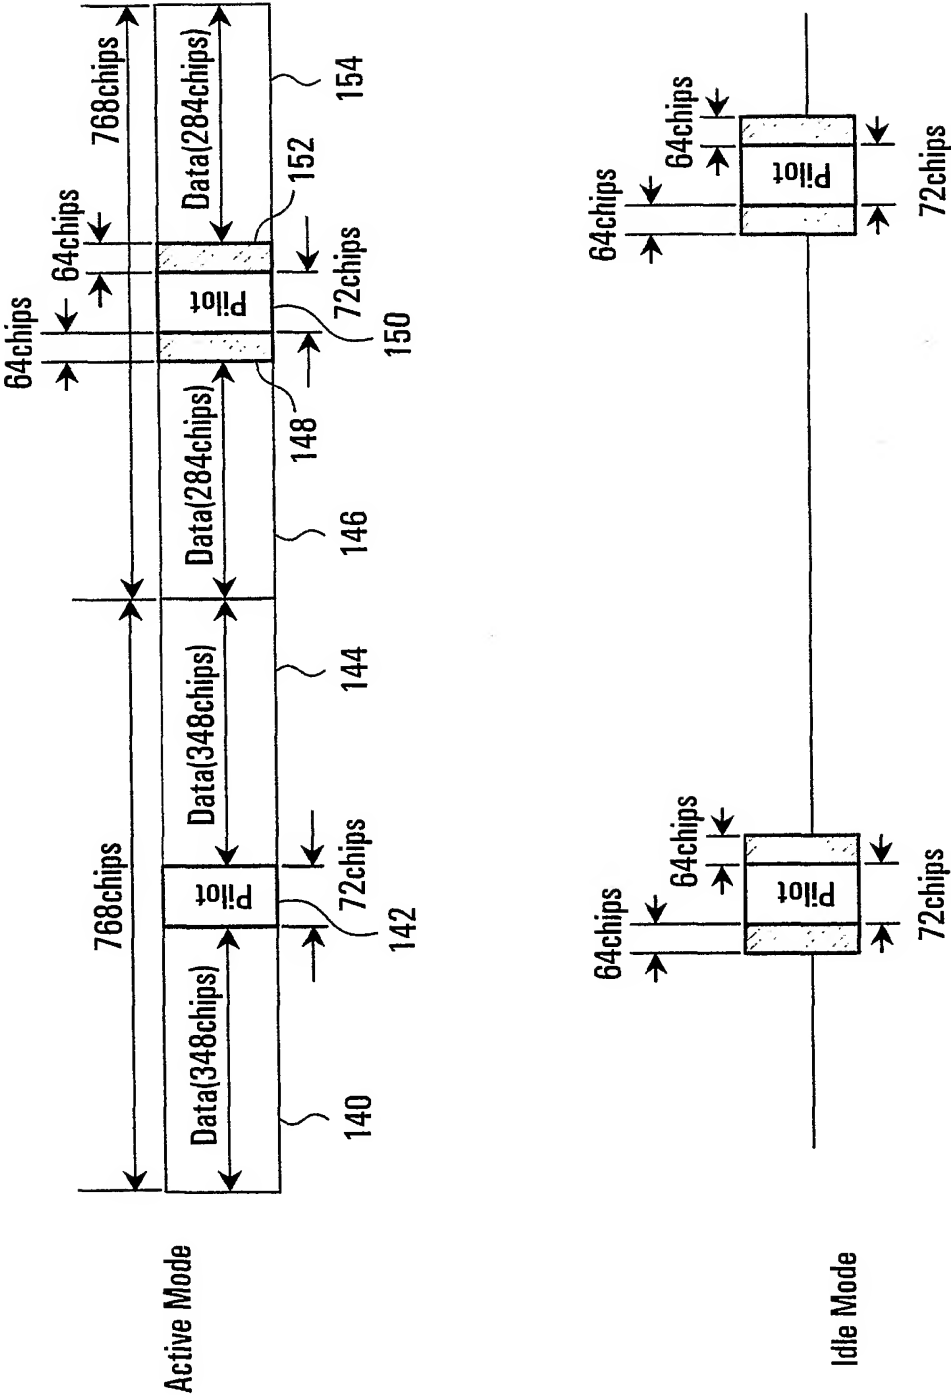 Active Mode
768chips
768chips
64chips
64chips
Data(348chips)
Pilot
Data(348chips)
Data(284chips)
Pilot
Data(284chips)
72chips
72chips
140
142
144
146
148
150
152
154
Idle Mode
64chips
64chips
64chips
64chips
Pilot
Pilot
72chips
72chips